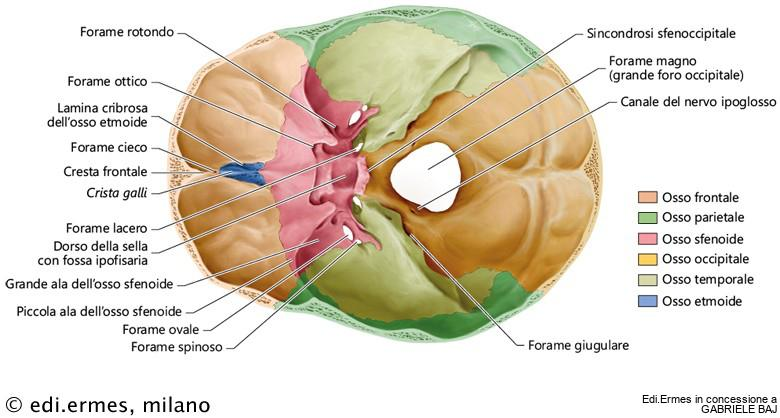 Forame rotondo
Forame ottico
Lamina cribrosa
dell'osso etmoide
Forame cieco
Cresta frontale
Crista galli
Forame lacero
Dorso della sella
con fossa ipofisaria
Grande ala dell'osso sfenoide
Piccola ala dell'osso sfenoide
Forame ovale
Forame spinoso
Sincondrosi sfenoccipitale
Forame magno
(grande foro occipitale)
Canale del nervo ipoglosso
Osso frontale
Osso parietale
Osso sfenoide
Osso occipitale
Osso temporale
Osso etmoide
Forame giugulare
© edi.ermes, milano
Edi.Ermes in concessione a
GABRIELE BAJ